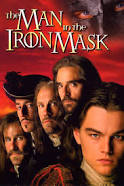 THE MAN IN THE
IRON MASK